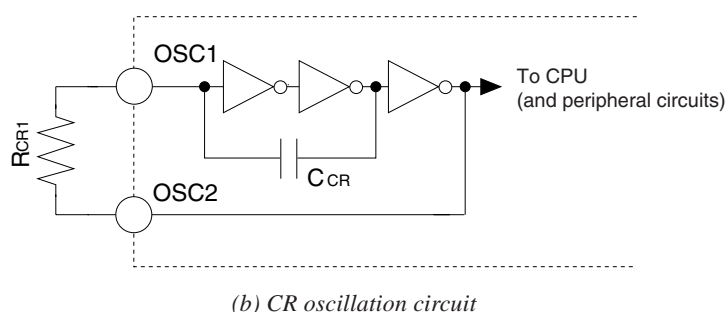 OSC1
To CPU
(and peripheral circuits)
RCR1
CCR
OSC2
(b) CR oscillation circuit